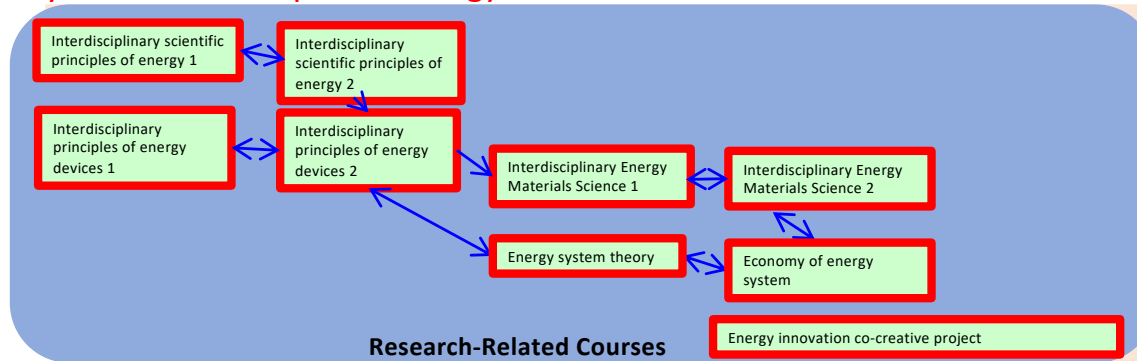 Interdisciplinary scientific
principles of energy 1
Interdisciplinary
scientific principles of
energy 2
Interdisciplinary
principles of energy
devices 1
Interdisciplinary
principles of energy
devices 2
Interdisciplinary Energy
Materials Science 1
Interdisciplinary Energy
Materials Science 2
Energy system theory
Economy of energy
system
Energy innovation co-creative project
Research-Related Courses